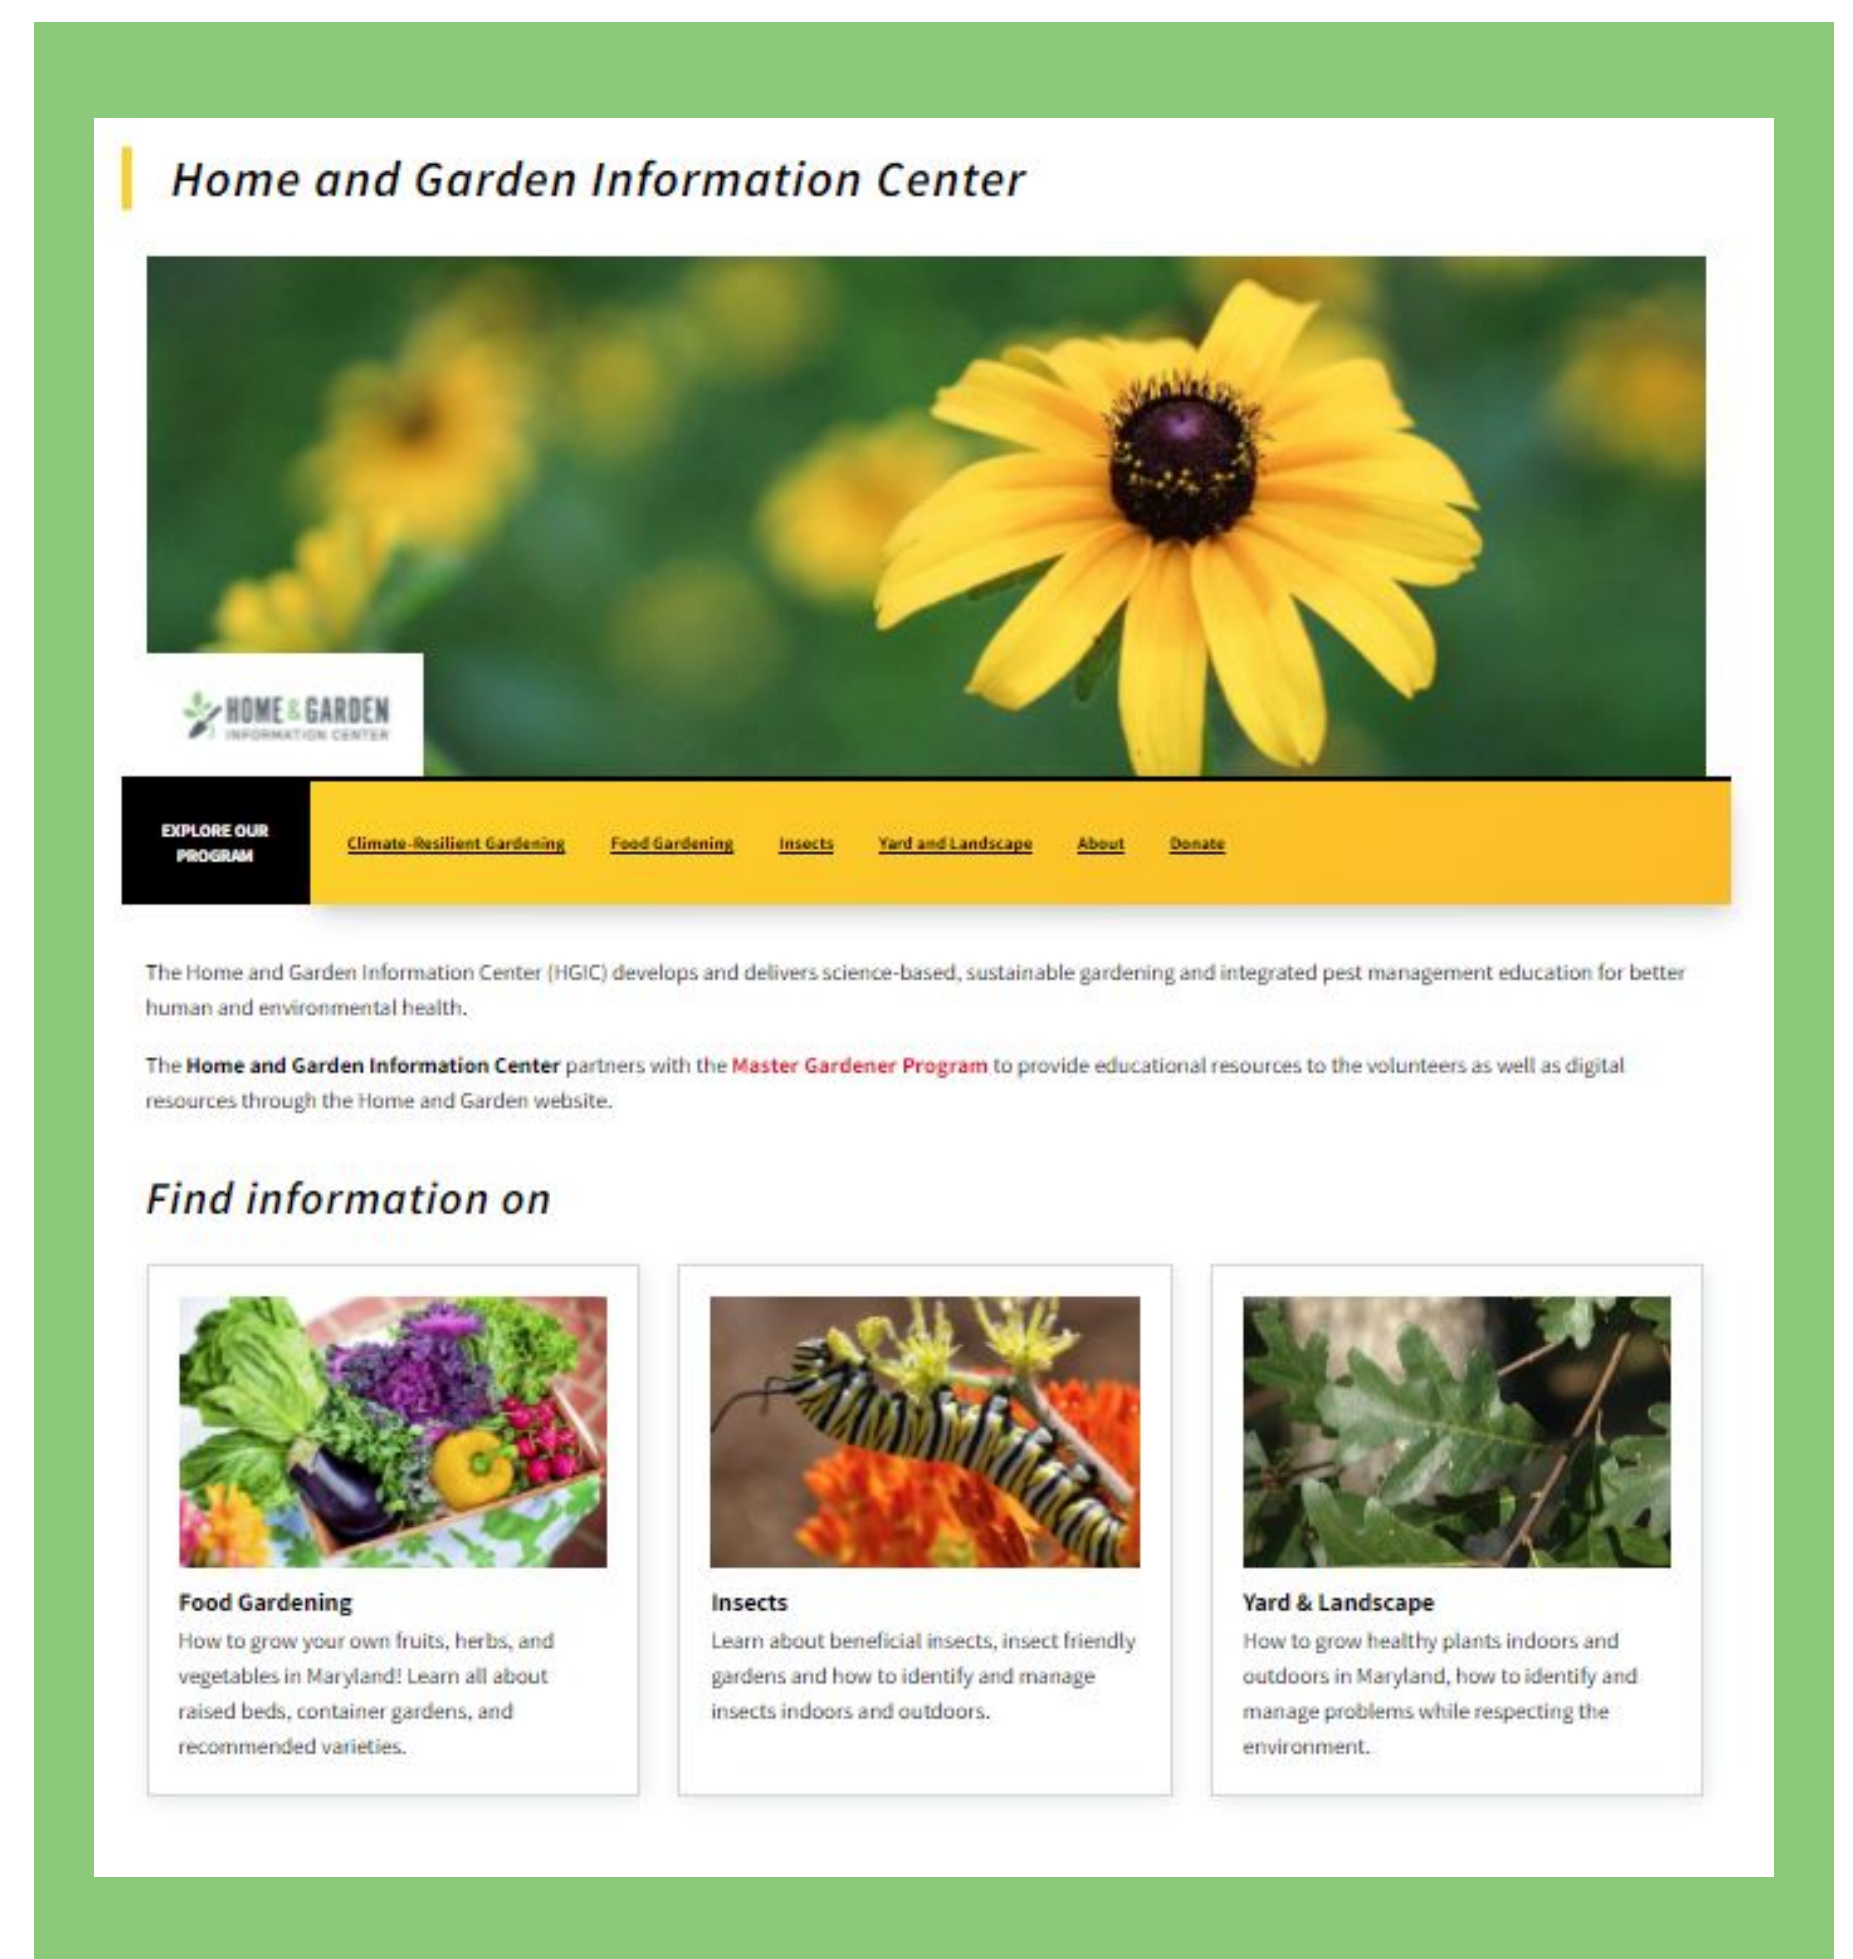 Home and Garden Information Center
HOME & GARDEN
INFORMATION CENTER
EXPLORE OUR
PROGRAM
Climate-Resilient Gardening Food Gardening Insects Yard and Landscape About Donate
The Home and Garden Information Center (HGIC) develops and delivers science-based, sustainable gardening and integrated pest management education for better
human and environmental health.
The Home and Garden Information Center partners with the Master Gardener Program to provide educational resources to the volunteers as well as digital
resources through the Home and Garden website.
Find information on
Food Gardening
How to grow your own fruits, herbs, and
vegetables in Maryland! Learn all about
raised beds, container gardens, and
recommended varieties.
Insects
Learn about beneficial insects, insect friendly
gardens and how to identify and manage
insects indoors and outdoors.
Yard & Landscape
How to grow healthy plants indoors and
outdoors in Maryland, how to identify and
manage problems while respecting the
environment.